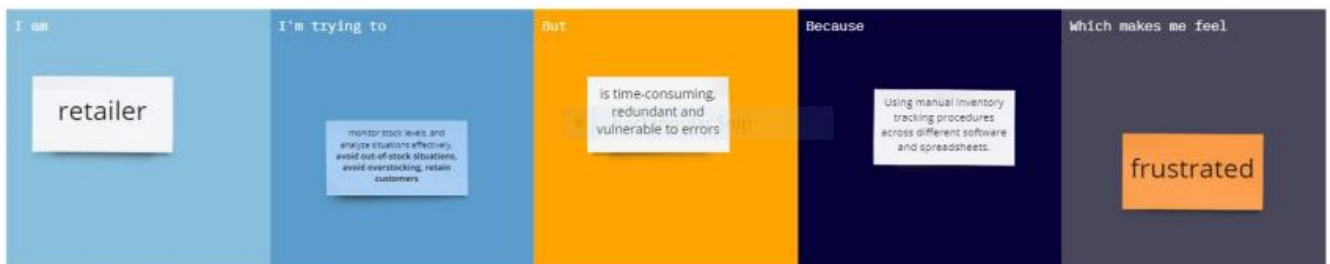 I am
retailer
I'm trying to
monitor stock levels, and
analyze situations effectively,
avoid out-of-stock situations,
avoid overstocking, retain
customers
But
is time-consuming,
redundant and
vulnerable to errors
Because
Using manual inventory
tracking procedures
across different software
and spreadsheets.
Which makes me feel
frustrated